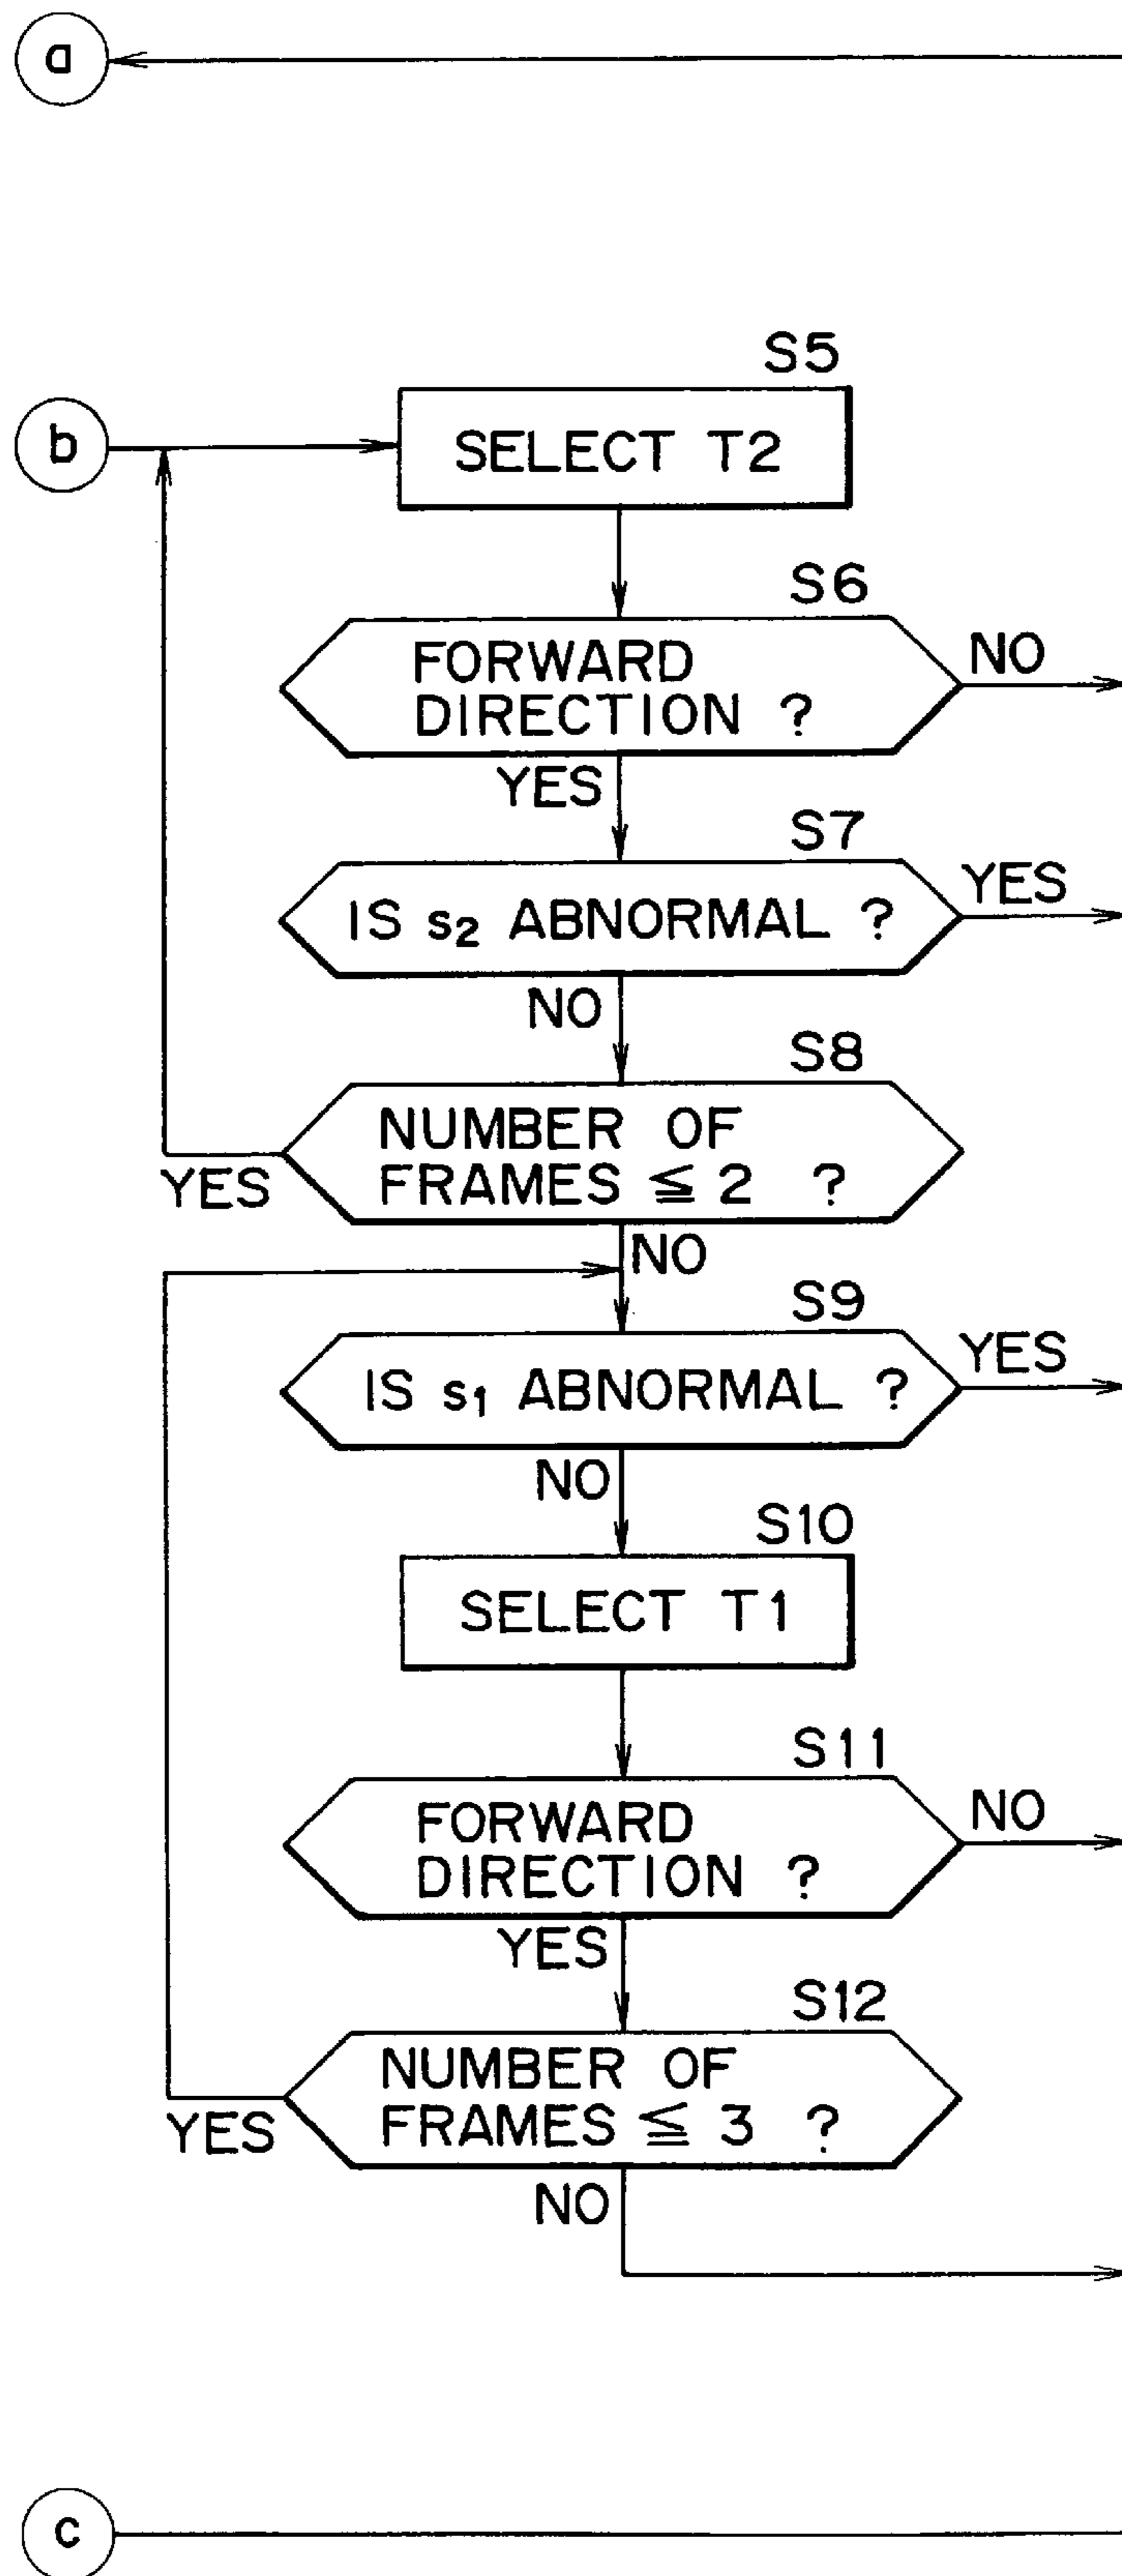 a
S5
b
SELECT T2
S6
FORWARD
DIRECTION ?
NO
YES
S7
IS s₂ ABNORMAL ?
YES
NO
S8
NUMBER OF
FRAMES ≦ 2 ?
YES
NO
S9
IS s₁ ABNORMAL ?
YES
NO
S10
SELECT T1
S11
FORWARD
DIRECTION ?
NO
YES
S12
NUMBER OF
FRAMES ≦ 3 ?
YES
NO
c